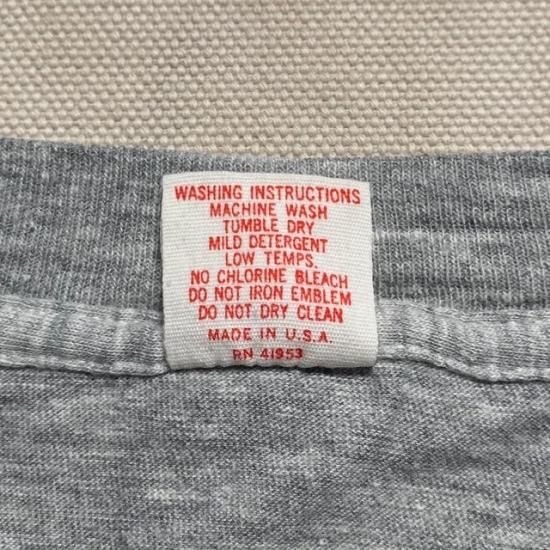 WASHING INSTRUCTIONS
MACHINE WASH
TUMBLE DRY
MILD DETERGENT
LOW TEMPS.
NO CHLORINE BLEACH
DO NOT IRON EMBLEM
DO NOT DRY CLEAN
MADE IN U.S.A.
RN 41953